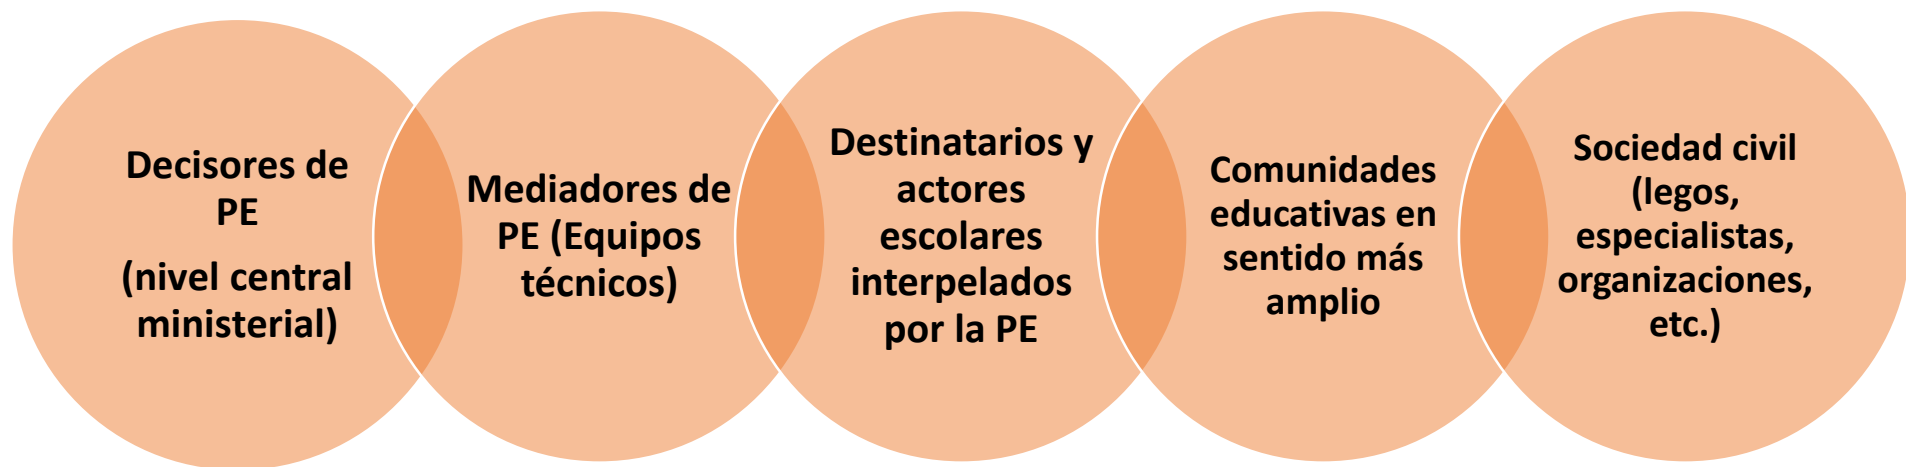 Decisores de
PE
(nivel central
ministerial)
Mediadores de
PE (Equipos
técnicos)
Destinatarios y
actores
escolares
interpelados
por la PE
Comunidades
educativas en
sentido más
amplio
Sociedad civil
(legos,
especialistas,
organizaciones,
etc.)